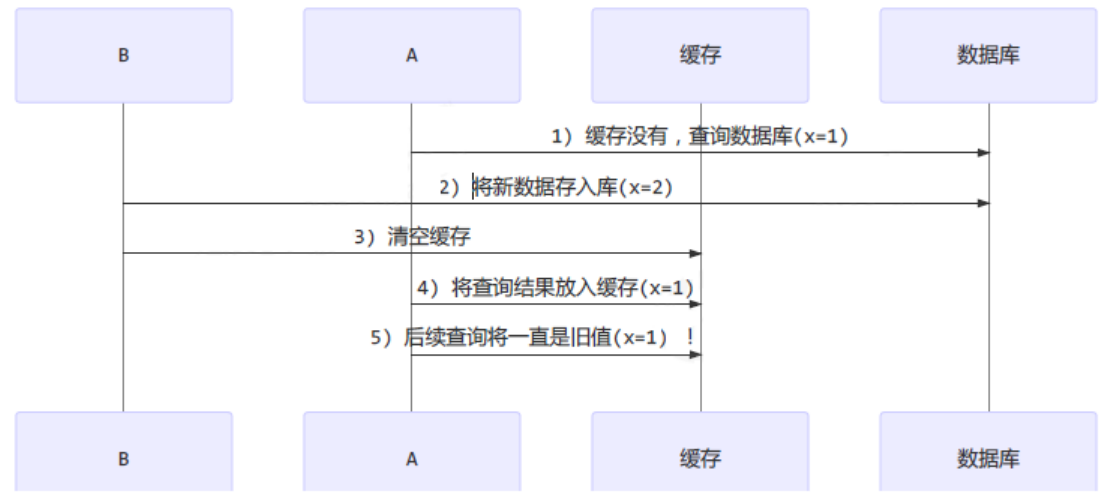 B
A
缓存
数据库
1) 缓存没有，查询数据库(x=1)
2) 将新数据存入库(x=2)
3) 清空缓存
4) 将查询结果放入缓存(x=1)
5) 后续查询将一直是旧值(x=1) !
B
A
缓存
数据库